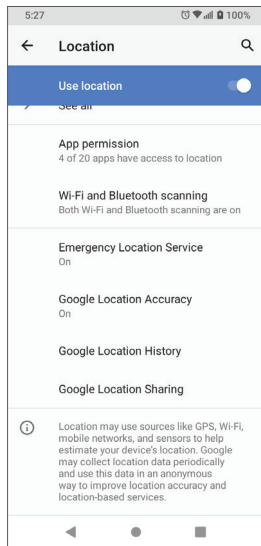 5:27 100%
Location
Use location
See all
App permission
4 of 20 apps have access to location
Wi-Fi and Bluetooth scanning
Both Wi-Fi and Bluetooth scanning are on
Emergency Location Service
On
Google Location Accuracy
On
Google Location History
Google Location Sharing
Location may use sources like GPS, Wi-Fi,
mobile networks, and sensors to help
estimate your device's location. Google
may collect location data periodically
and use this data in an anonymous
way to improve location accuracy and
location-based services.